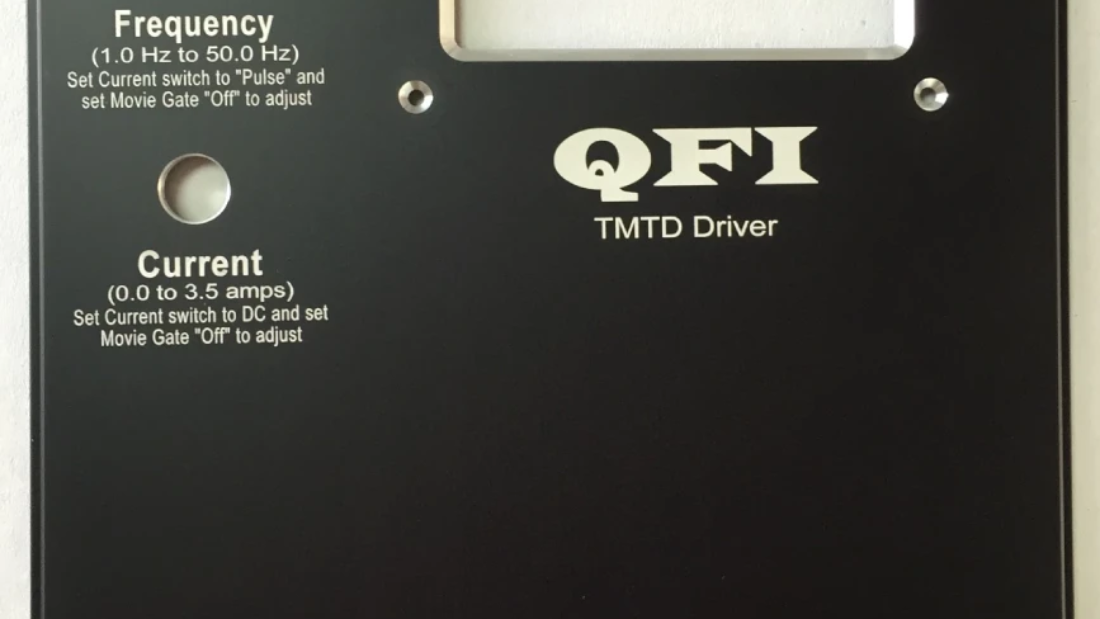 Frequency
(1.0 Hz to 50.0 Hz)
Set Current switch to "Pulse" and
set Movie Gate "Off" to adjust
QFI
TMTD Driver
Current
(0.0 to 3.5 amps)
Set Current switch to DC and set
Movie Gate "Off" to adjust